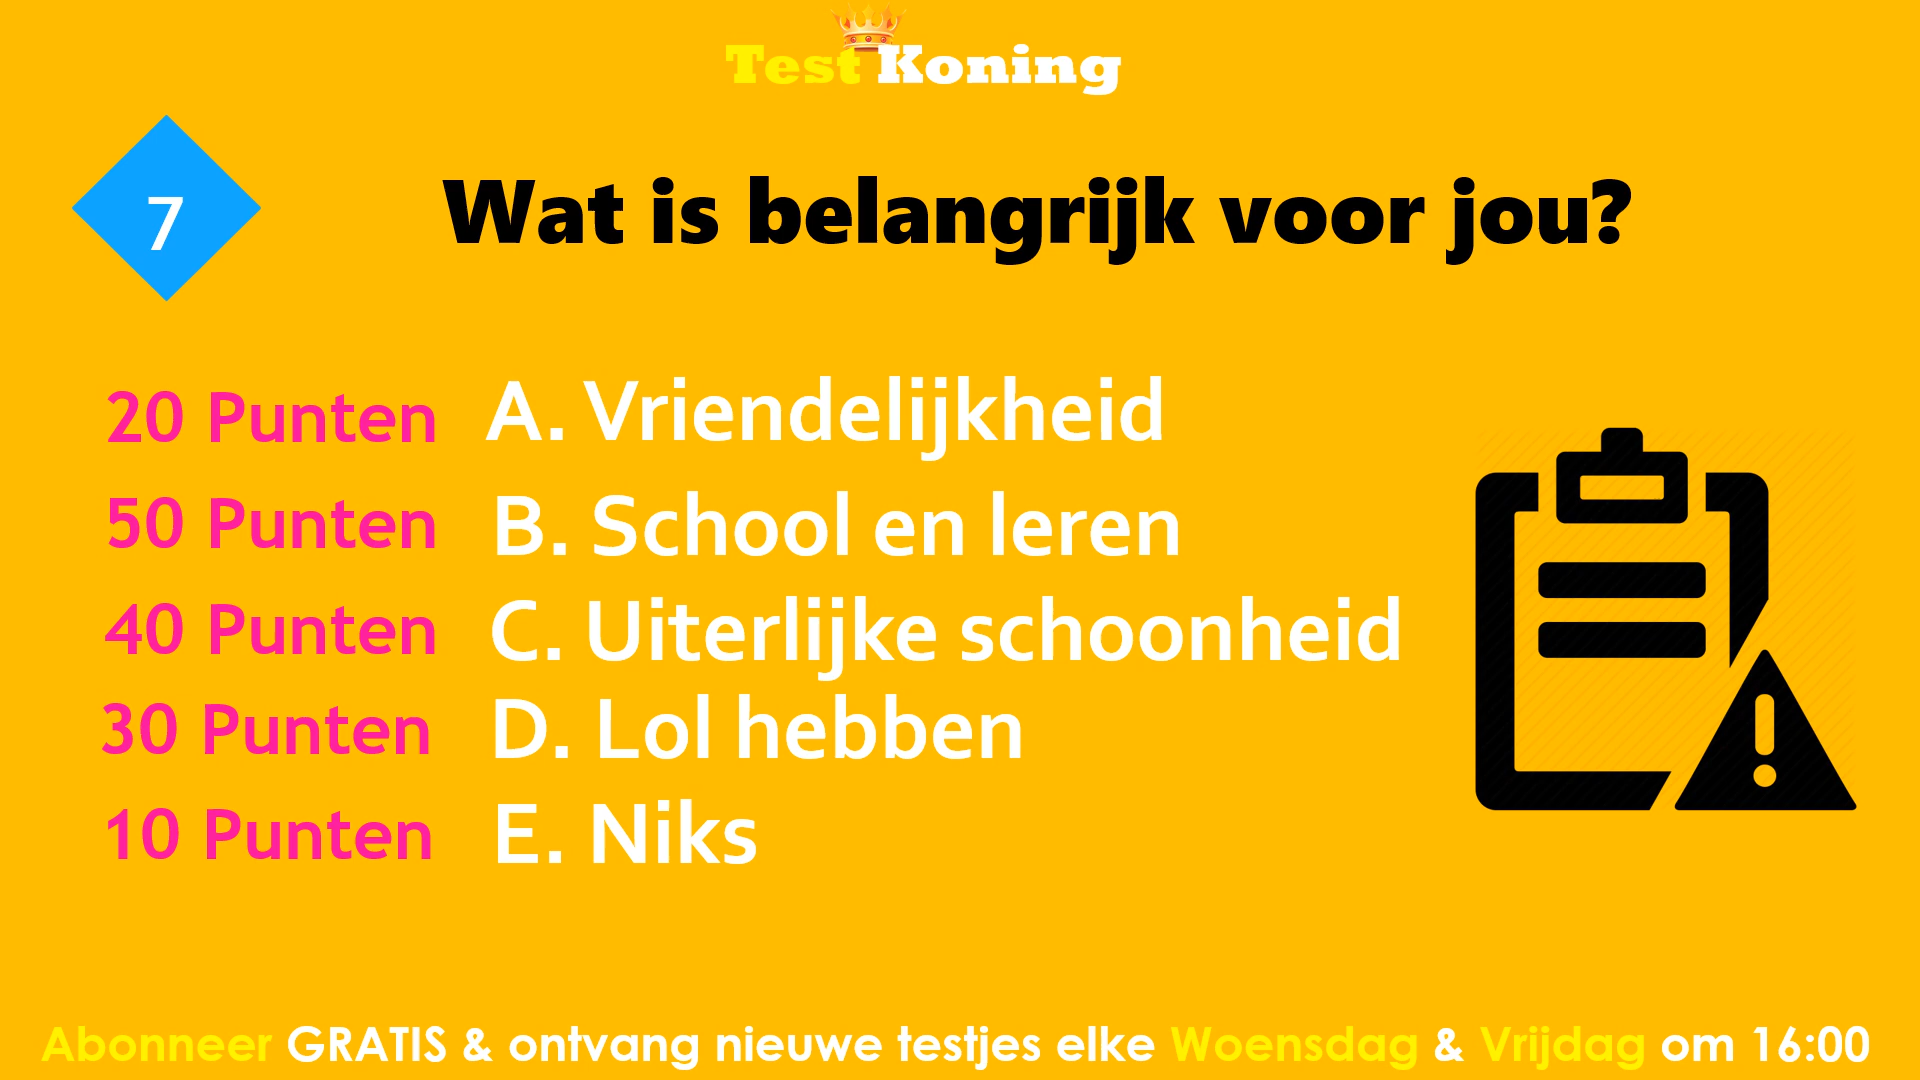 Test Koning
7
Wat is belangrijk voor jou?
20 Punten A. Vriendelijkheid
50 Punten B. School en leren
40 Punten C. Uiterlijke schoonheid
30 Punten D. Lol hebben
10 Punten E. Niks
Abonneer GRATIS & ontvang nieuwe testjes elke Woensdag & Vrijdag om 16:00